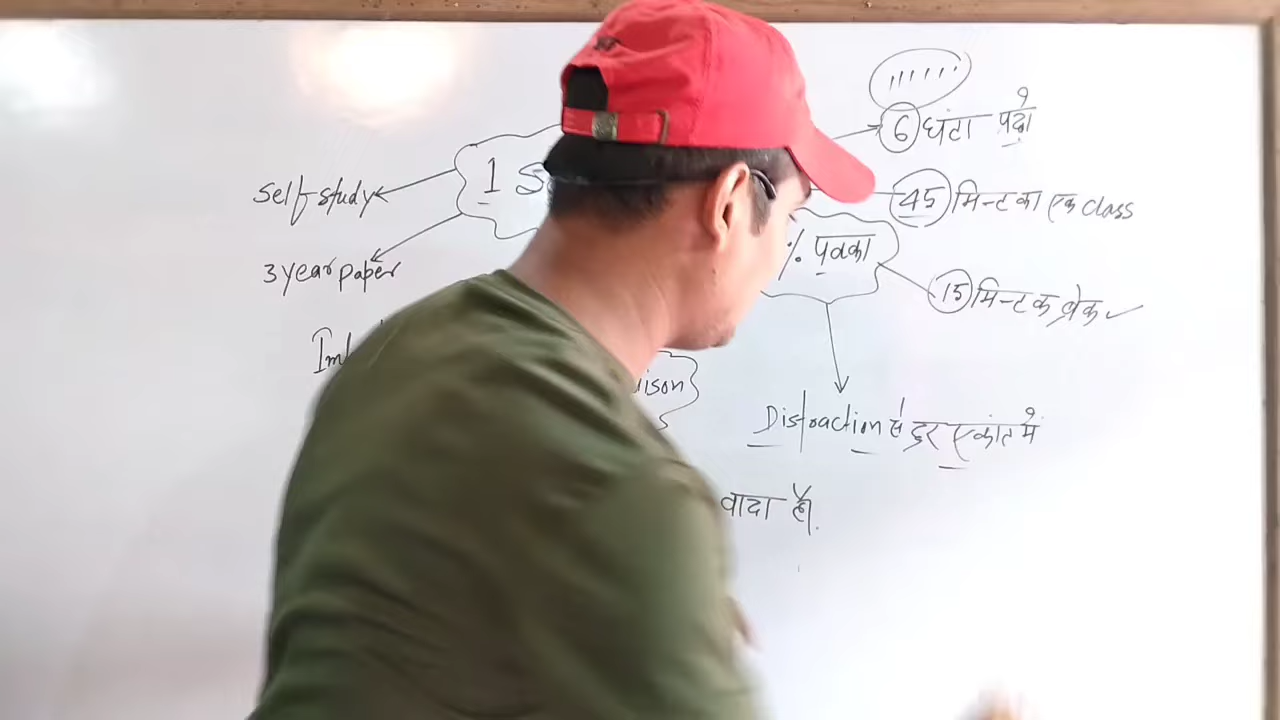 6 घंटा पढ़ो
1
self-study
45 मिन्ट का एक class
% पक्का
3 year paper
15 मिन्ट क ब्रेक
Distraction से दूर एकांत में
वादा है.